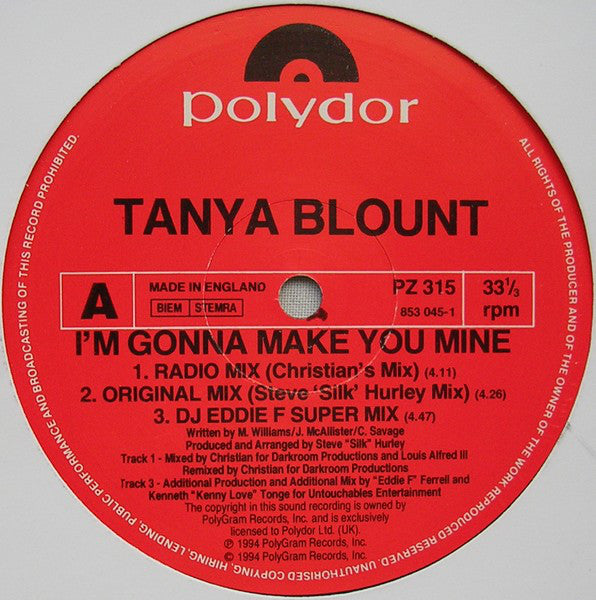 polydor
TANYA BLOUNT
A
MADE IN ENGLAND
BIEM STEMRA
PZ 315
853 045-1
33⅓
rpm
I'M GONNA MAKE YOU MINE
1. RADIO MIX (Christian's Mix) (4.11)
2. ORIGINAL MIX (Steve 'Silk' Hurley Mix) (4.26)
3. DJ EDDIE F SUPER MIX (4.47)
Written by M. Williams/J. McAllister/C. Savage
Produced and Arranged by Steve "Silk" Hurley
Track 1 - Mixed by Christian for Darkroom Productions and Louis Alfred III
Remixed by Christian for Darkroom Productions
Track 3 - Additional Production and Additional Mix by "Eddie F" Ferrell and
Kenneth "Kenny Love" Tonge for Untouchables Entertainment
The copyright in this sound recording is owned by
PolyGram Records, Inc. and is exclusively
licensed to Polydor Ltd. (UK).
℗ 1994 PolyGram Records, Inc.
© 1994 PolyGram Records, Inc.
ALL RIGHTS OF THE PRODUCER AND OF THE OWNER OF THE WORK REPRODUCED RESERVED. UNAUTHORISED COPYING, HIRING, LENDING, PUBLIC PERFORMANCE AND BROADCASTING OF THIS RECORD PROHIBITED.